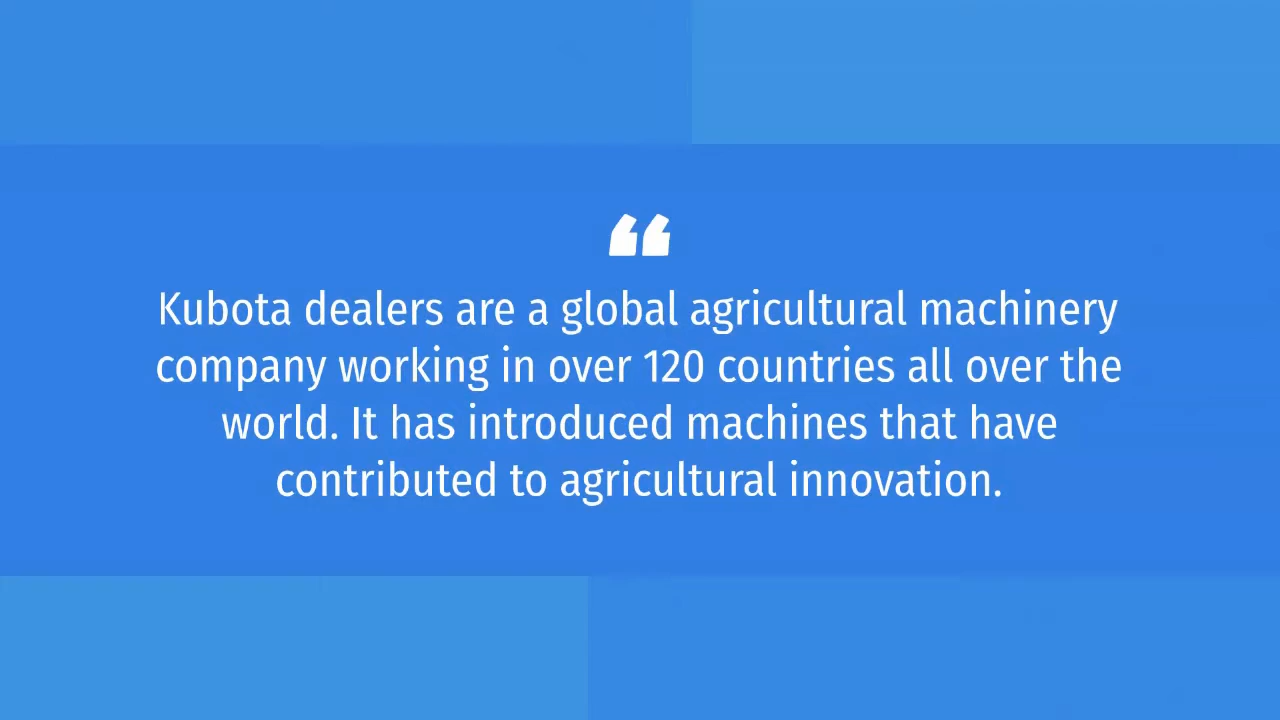 “
Kubota dealers are a global agricultural machinery
company working in over 120 countries all over the
world. It has introduced machines that have
contributed to agricultural innovation.